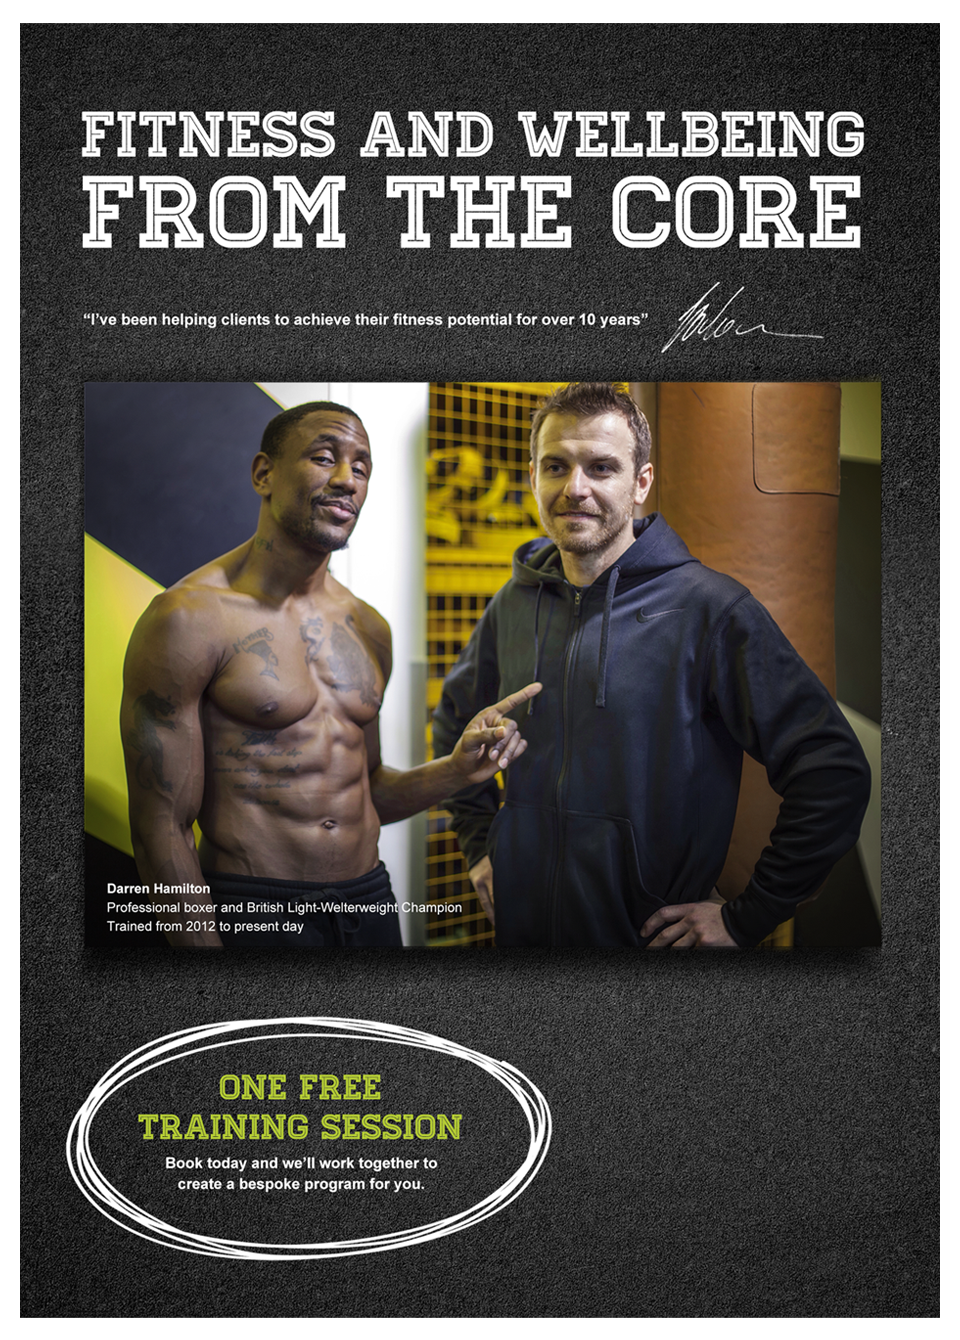 FITNESS AND WELLBEING
FROM THE CORE
“I’ve been helping clients to achieve their fitness potential for over 10 years”
Darren Hamilton
Professional boxer and British Light-Welterweight Champion
Trained from 2012 to present day
ONE FREE
TRAINING SESSION
Book today and we’ll work together to
create a bespoke program for you.